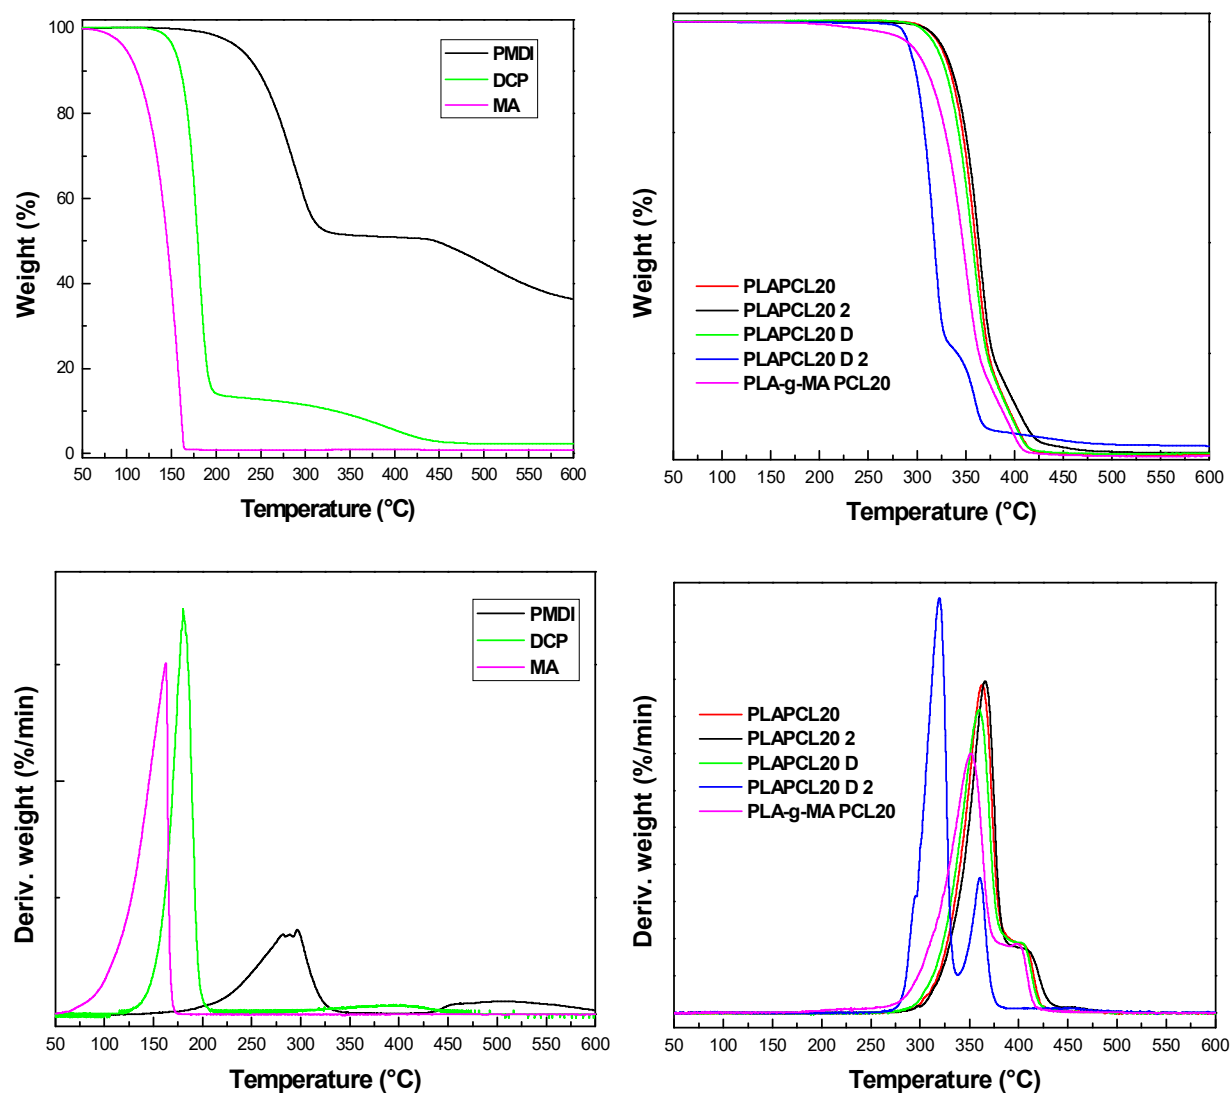 100
80
60
40
20
0
Weight (%)
PMDI
DCP
MA
50 100 150 200 250 300 350 400 450 500 550 600
Temperature (°C)
Weight (%)
PLAPCL20
PLAPCL20 2
PLAPCL20 D
PLAPCL20 D 2
PLA-g-MA PCL20
50 100 150 200 250 300 350 400 450 500 550 600
Temperature (°C)
Deriv. weight (%/min)
PMDI
DCP
MA
50 100 150 200 250 300 350 400 450 500 550 600
Temperature (°C)
Deriv. weight (%/min)
PLAPCL20
PLAPCL20 2
PLAPCL20 D
PLAPCL20 D 2
PLA-g-MA PCL20
50 100 150 200 250 300 350 400 450 500 550 600
Temperature (°C)